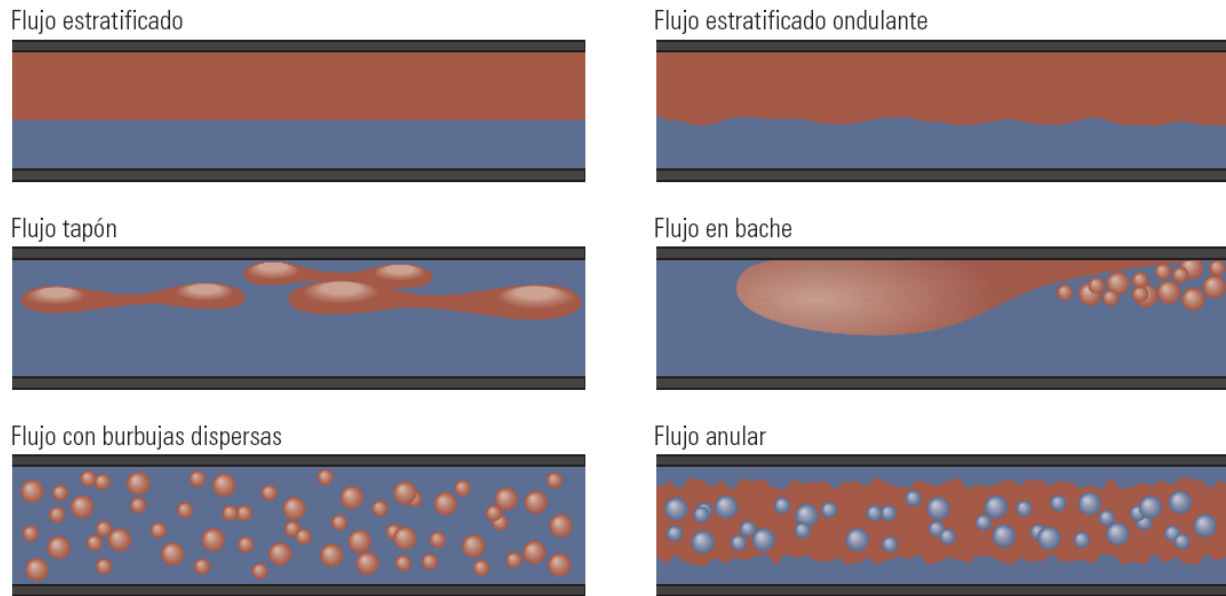 Flujo estratificado
Flujo estratificado ondulante
Flujo tapón
Flujo en bache
Flujo con burbujas dispersas
Flujo anular